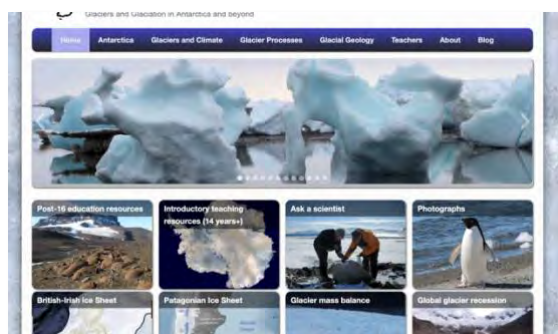 Glaciers and Glaciation in Antarctica and beyond
Home Antarctica Glaciers and Climate Glacier Processes Glacial Geology Teachers About Blog
Post-16 education resources
Introductory teaching
resources (14 years+)
Ask a scientist
Photographs
British-Irish Ice Sheet
Patagonian Ice Sheet
Glacier mass balance
Global glacier recession